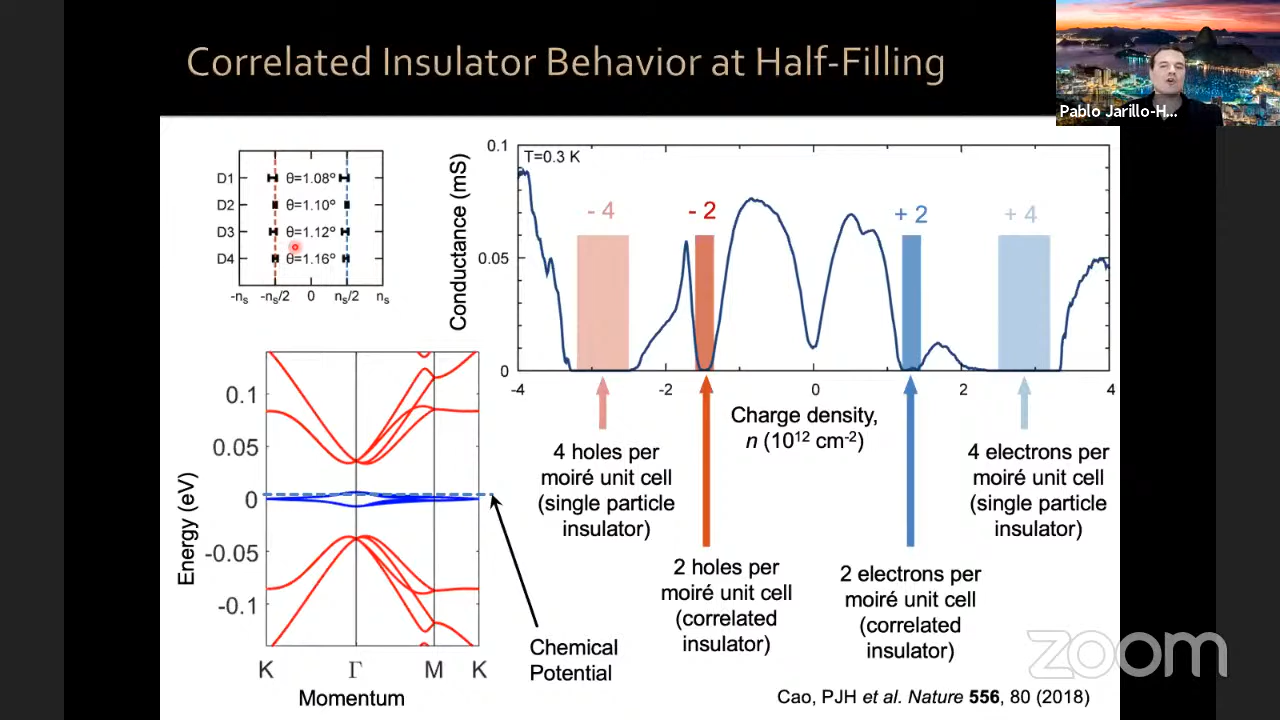 Correlated Insulator Behavior at Half-Filling
Pablo Jarillo-H...
D1 θ=1.08º
D2 θ=1.10º
D3 θ=1.12º
D4 θ=1.16º
-nₛ -nₛ/2 0 nₛ/2 nₛ
Conductance (mS)
0.1
0.05
0
T=0.3 K
- 4
- 2
+ 2
+ 4
-4 -2 0 2 4
Charge density,
n (10¹² cm⁻²)
4 holes per
moiré unit cell
(single particle
insulator)
2 holes per
moiré unit cell
(correlated
insulator)
2 electrons per
moiré unit cell
(correlated
insulator)
4 electrons per
moiré unit cell
(single particle
insulator)
Energy (eV)
0.1
0.05
0
-0.05
-0.1
K Γ M K
Momentum
Chemical
Potential
zoom
Cao, PJH et al. Nature 556, 80 (2018)